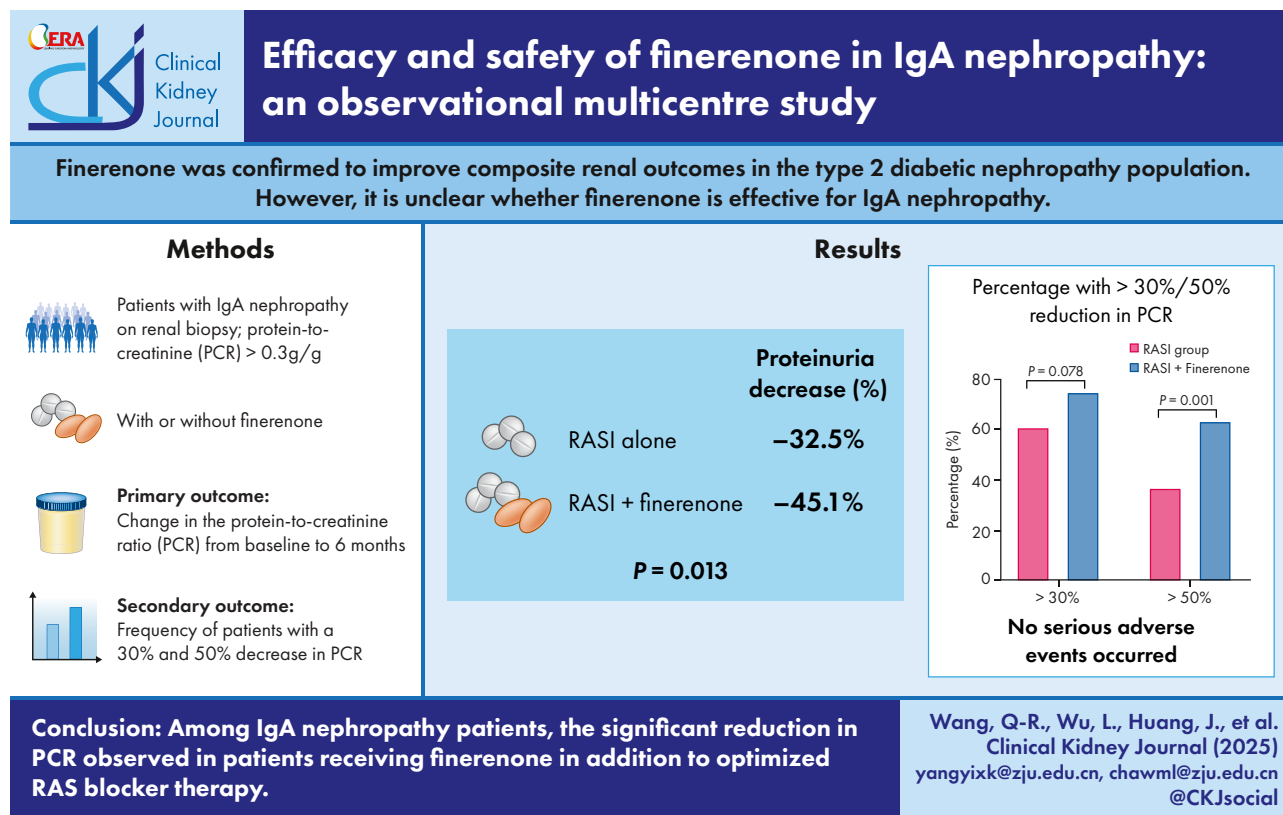 ERA
CKJ
Clinical
Kidney
Journal
Efficacy and safety of finerenone in IgA nephropathy:
an observational multicentre study
Finerenone was confirmed to improve composite renal outcomes in the type 2 diabetic nephropathy population.
However, it is unclear whether finerenone is effective for IgA nephropathy.
Methods
Patients with IgA nephropathy
on renal biopsy; protein-to-
creatinine (PCR) > 0.3g/g
With or without finerenone
Primary outcome:
Change in the protein-to-creatinine
ratio (PCR) from baseline to 6 months
Secondary outcome:
Frequency of patients with a
30% and 50% decrease in PCR
Results
Proteinuria
decrease (%)
RASI alone –32.5%
RASI + finerenone –45.1%
P = 0.013
Percentage with > 30%/50%
reduction in PCR
RASI group
RASI + Finerenone
P = 0.078
P = 0.001
Percentage (%)
80
60
40
20
0
> 30%
> 50%
No serious adverse
events occurred
Conclusion: Among IgA nephropathy patients, the significant reduction in
PCR observed in patients receiving finerenone in addition to optimized
RAS blocker therapy.
Wang, Q-R., Wu, L., Huang, J., et al.
Clinical Kidney Journal (2025)
yangyixk@zju.edu.cn, chawml@zju.edu.cn
@CKJsocial